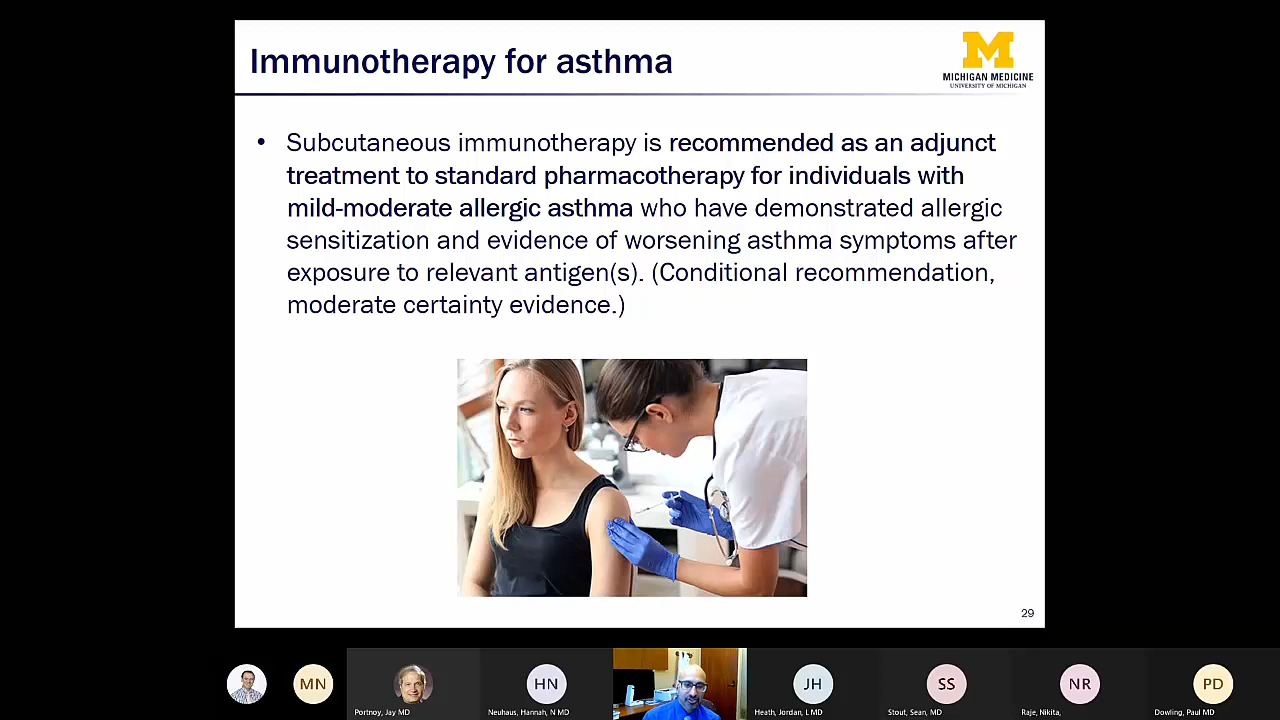 Immunotherapy for asthma
M
MICHIGAN MEDICINE
UNIVERSITY OF MICHIGAN
• Subcutaneous immunotherapy is recommended as an adjunct
treatment to standard pharmacotherapy for individuals with
mild-moderate allergic asthma who have demonstrated allergic
sensitization and evidence of worsening asthma symptoms after
exposure to relevant antigen(s). (Conditional recommendation,
moderate certainty evidence.)
29
MN
HN
JH
SS
NR
PD
Portnoy, Jay MD
Neuhaus, Hannah, N MD
Heath, Jordan, L MD
Stout, Sean, MD
Raje, Nikita,
Dowling, Paul MD